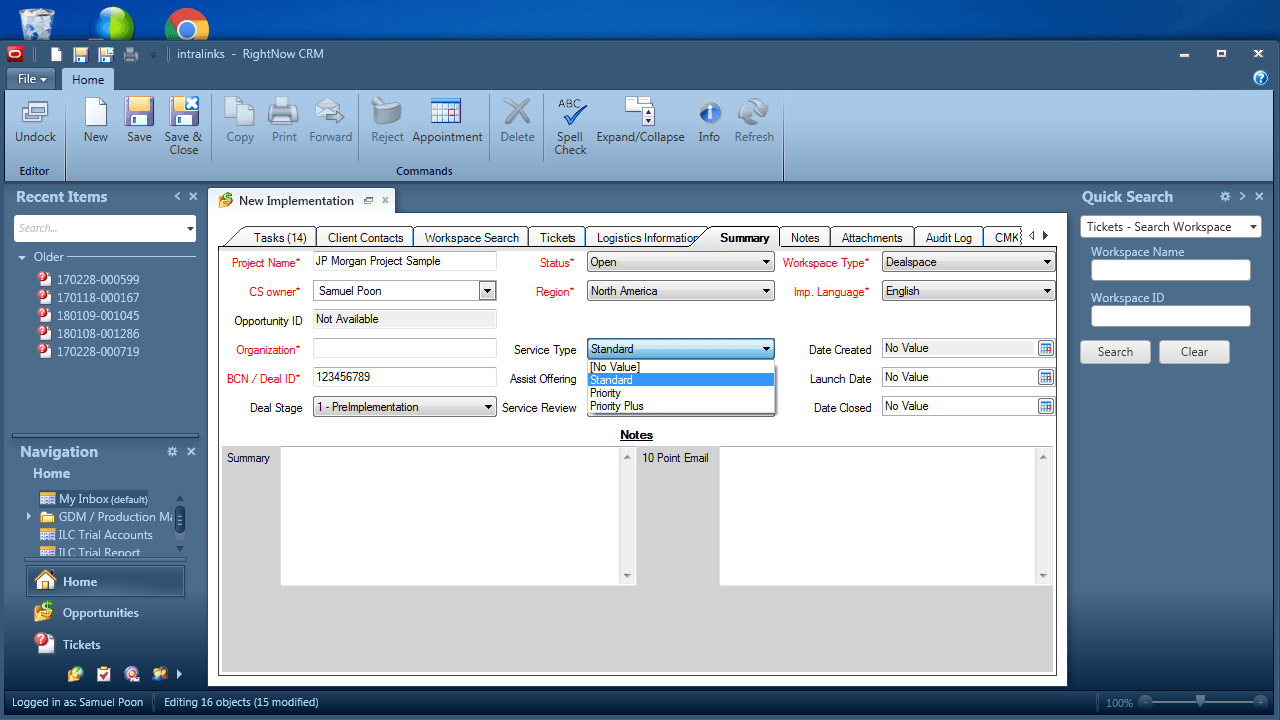 intralinks - RightNow CRM
File
Home
Undock
New
Save
Save & Close
Copy
Print
Forward
Reject
Appointment
Delete
ABC
Spell Check
Expand/Collapse
Info
Refresh
Editor
Commands
Recent Items
Search...
Older
170228-000599
170118-000167
180109-001045
180108-001286
170228-000719
Navigation
Home
My Inbox (default)
GDM / Production Ma
ILC Trial Accounts
ILC Trial Report
Home
Opportunities
Tickets
New Implementation
Tasks (14)
Client Contacts
Workspace Search
Tickets
Logistics Information
Summary
Notes
Attachments
Audit Log
CMK
Project Name* JP Morgan Project Sample
Status* Open
Workspace Type* Dealspace
CS owner* Samuel Poon
Region* North America
Imp. Language* English
Opportunity ID Not Available
Organization*
Service Type Standard
Date Created No Value
[No Value]
Standard
Priority
Priority Plus
BCN / Deal ID* 123456789
Assist Offering
Launch Date No Value
Deal Stage 1 - PreImplementation
Service Review
Date Closed No Value
Notes
Summary
10 Point Email
Quick Search
Tickets - Search Workspace
Workspace Name
Workspace ID
Search
Clear
Logged in as: Samuel Poon
Editing 16 objects (15 modified)
100%